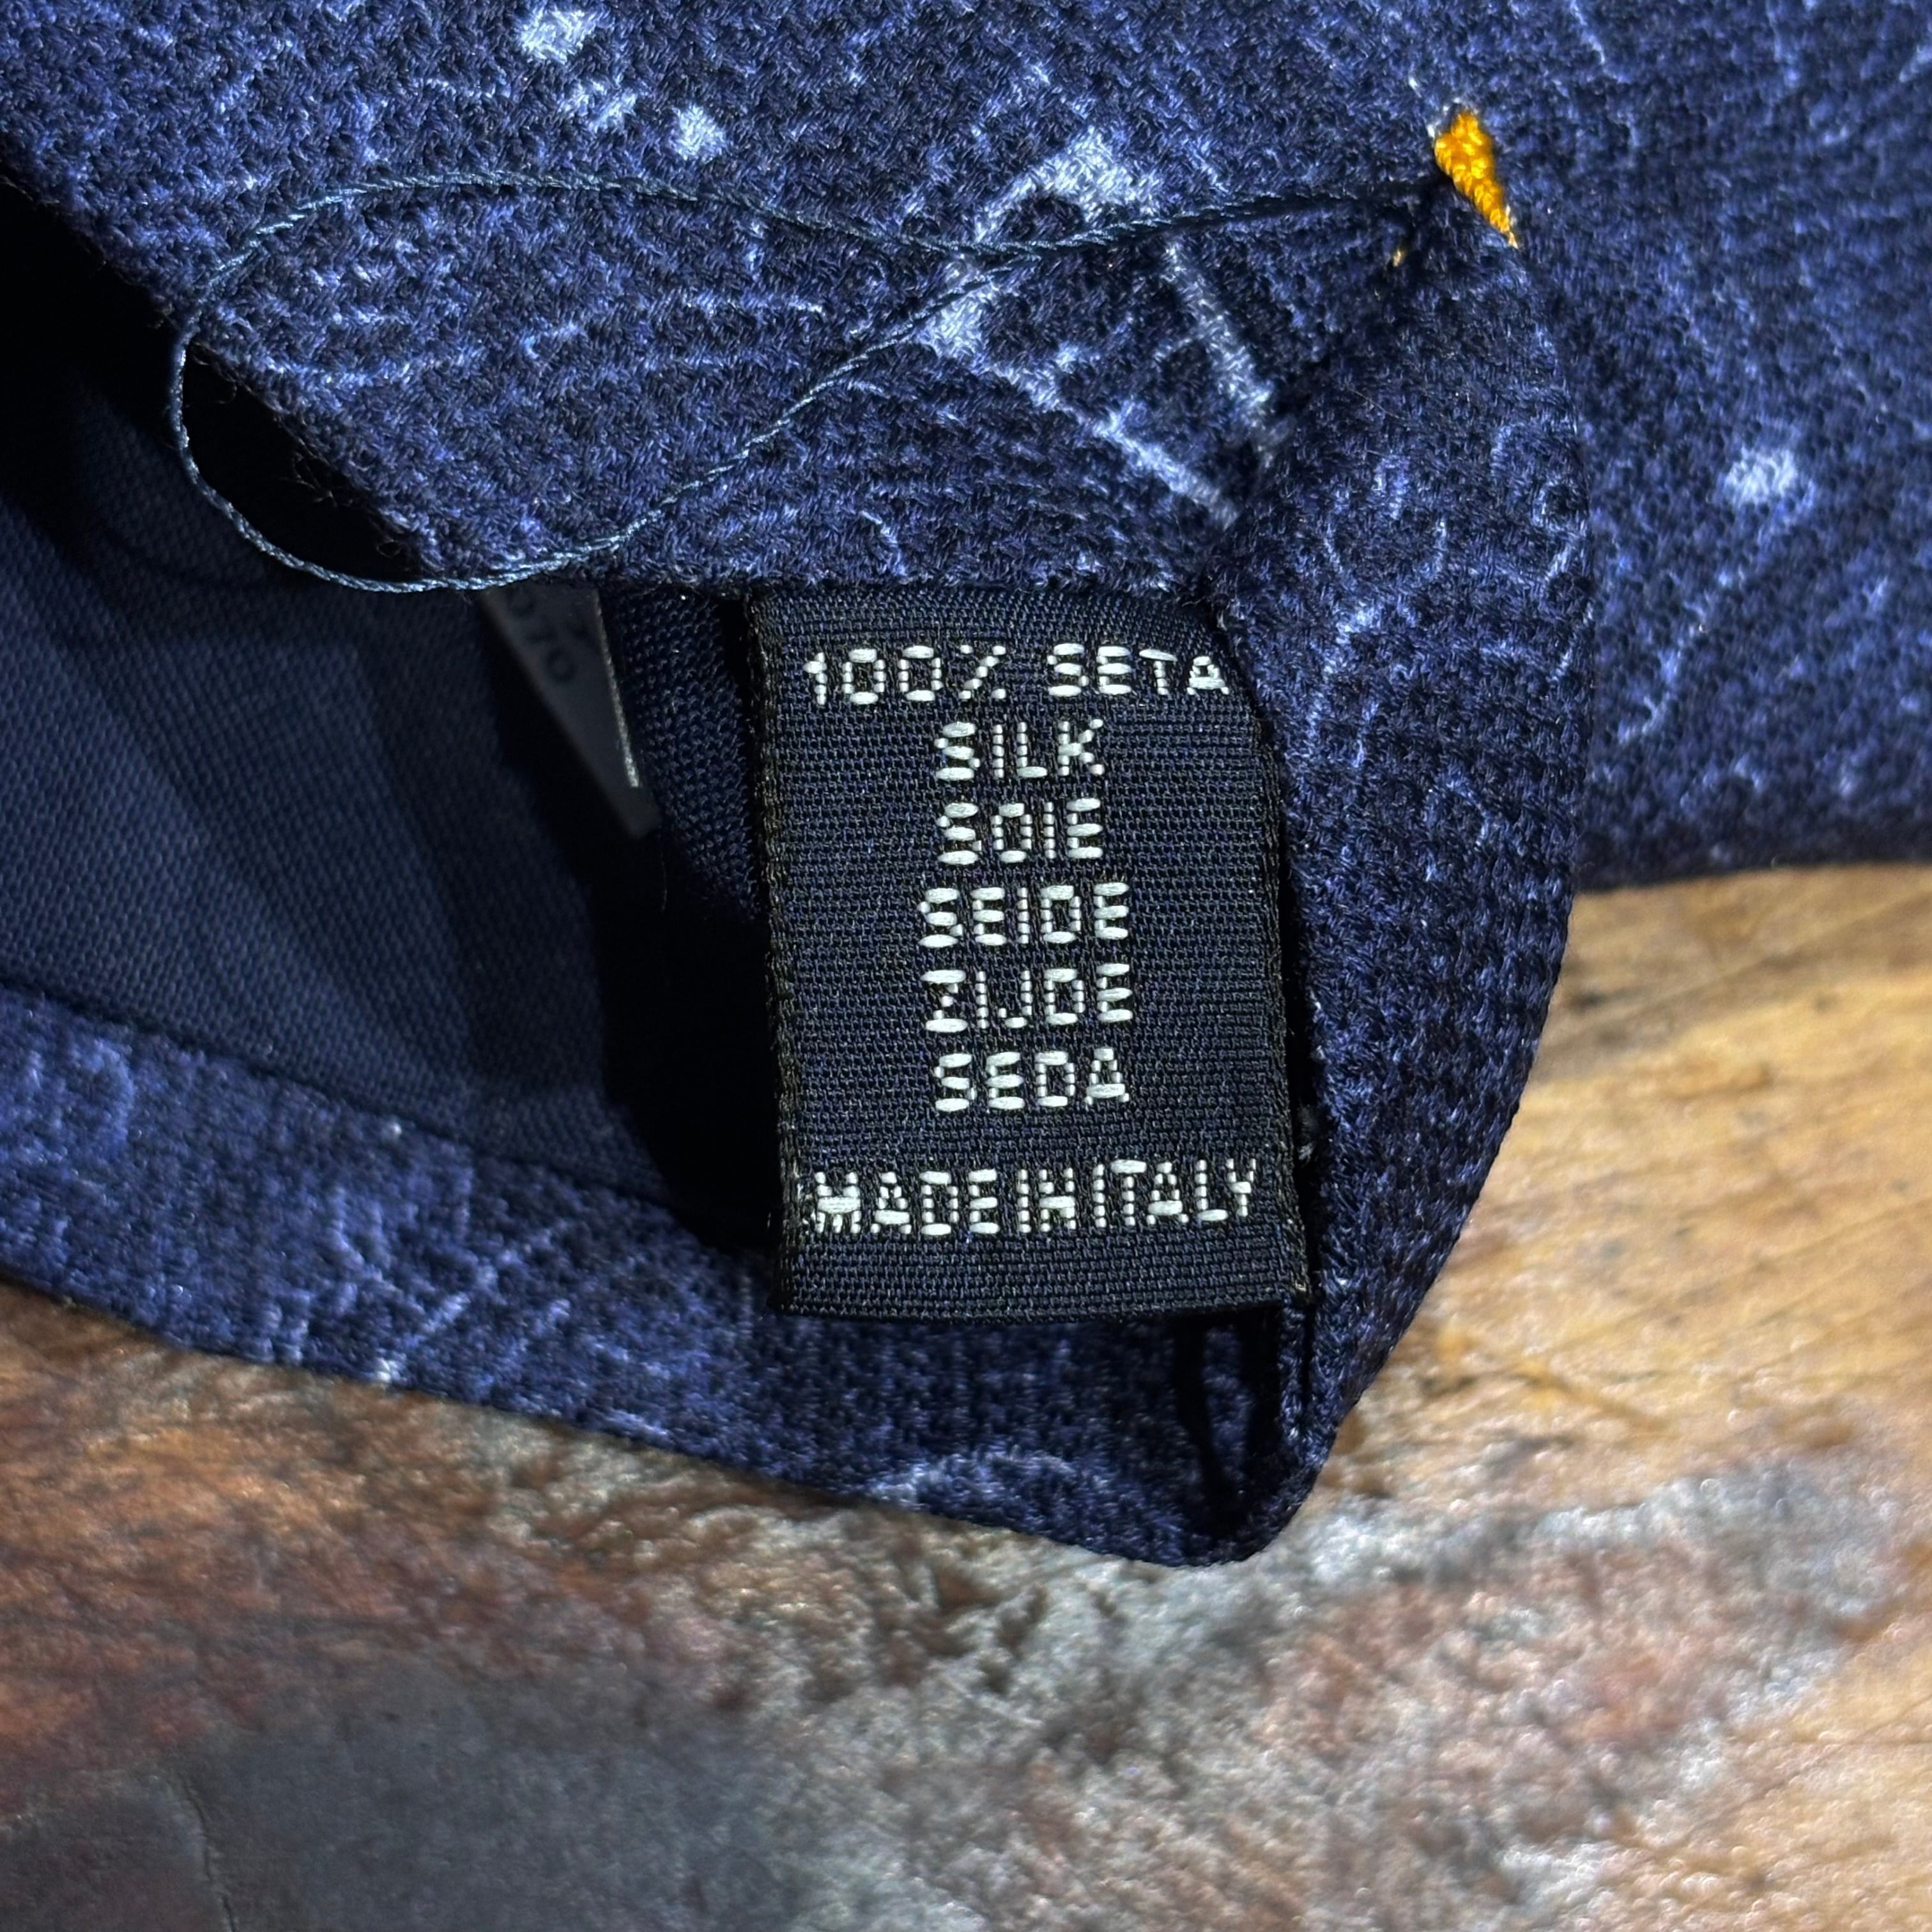 100% SETA
SILK
SOIE
SEIDE
ZIJDE
SEDA
MADE IN ITALY